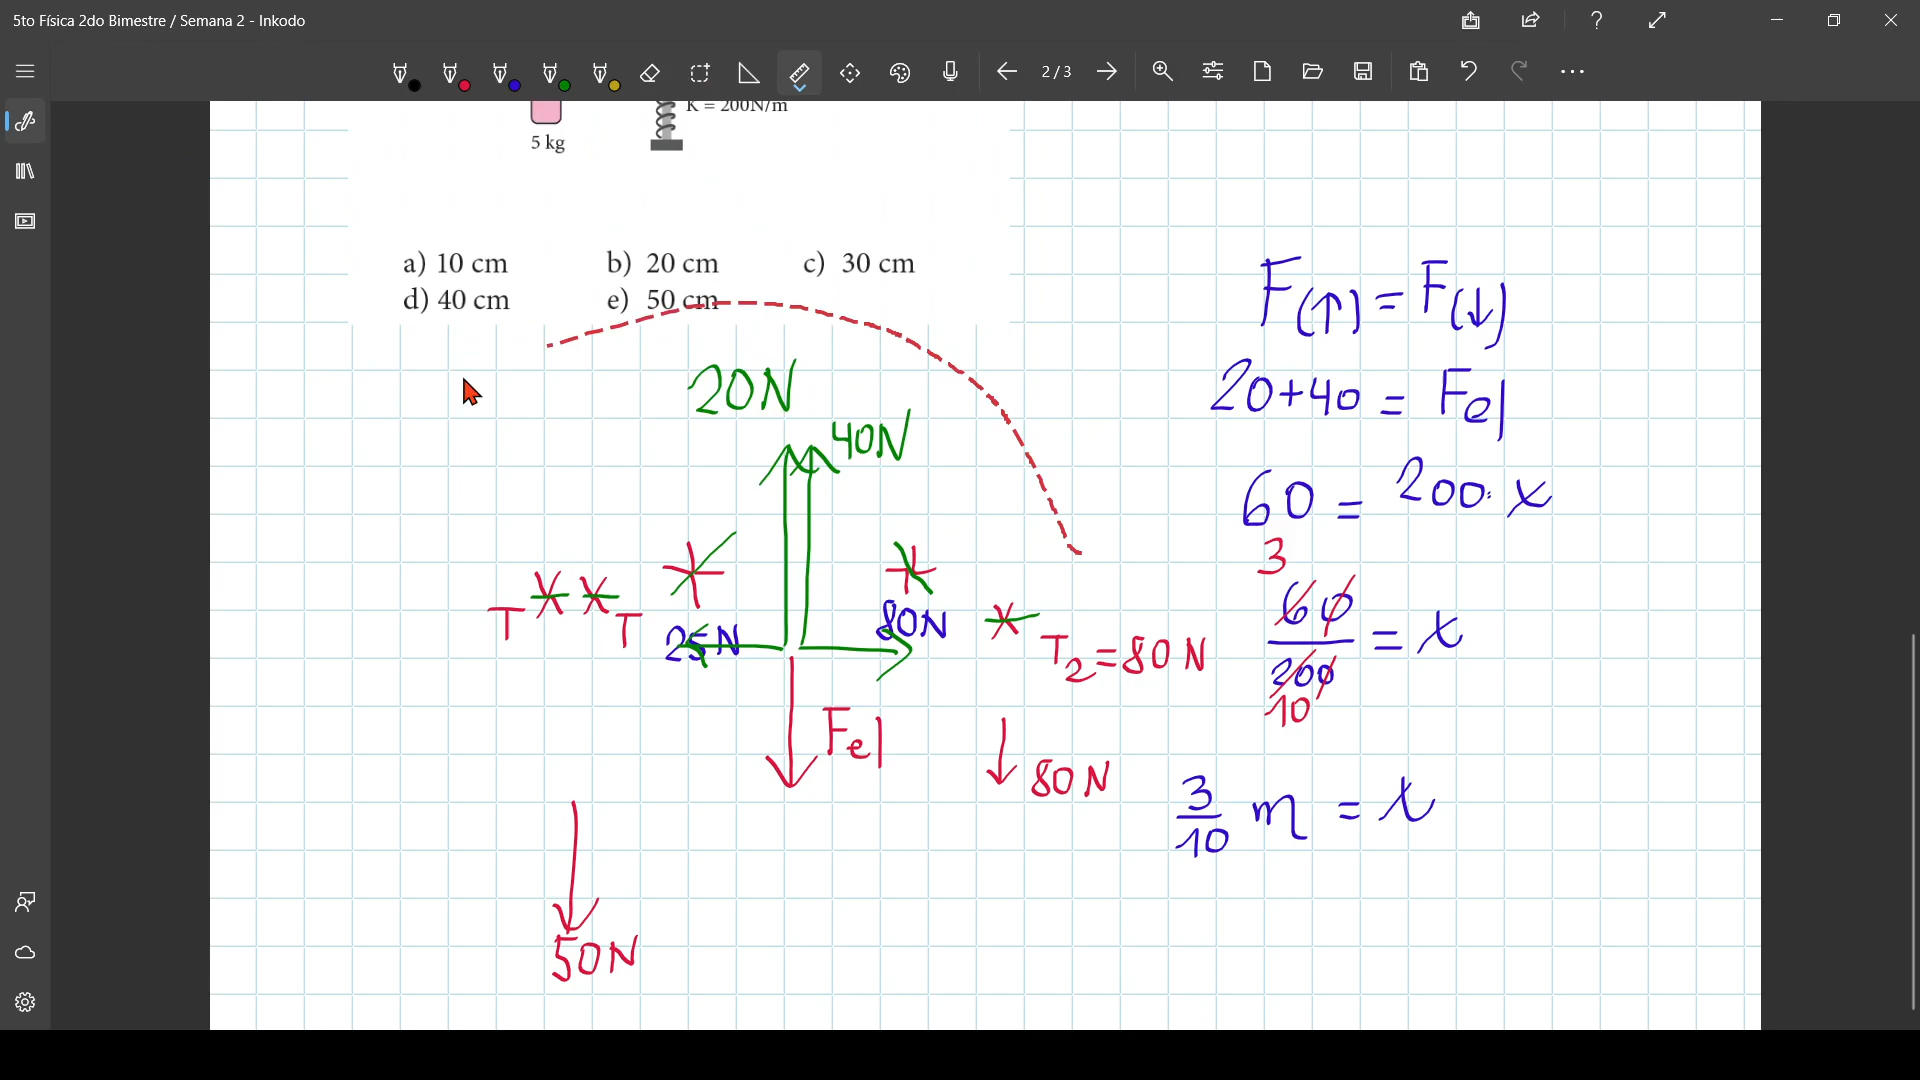 5to Física 2do Bimestre / Semana 2 - Inkodo
2/3
K = 200N/m
5 kg
a) 10 cm b) 20 cm c) 30 cm
d) 40 cm e) 50 cm
20N
40N
25N
80N
T T
T2=80N
Fel
80N
50N
F(↑)=F(↓)
20+40 = Fel
60 = 200·x
3
60/200 = x
10
3/10 m = x